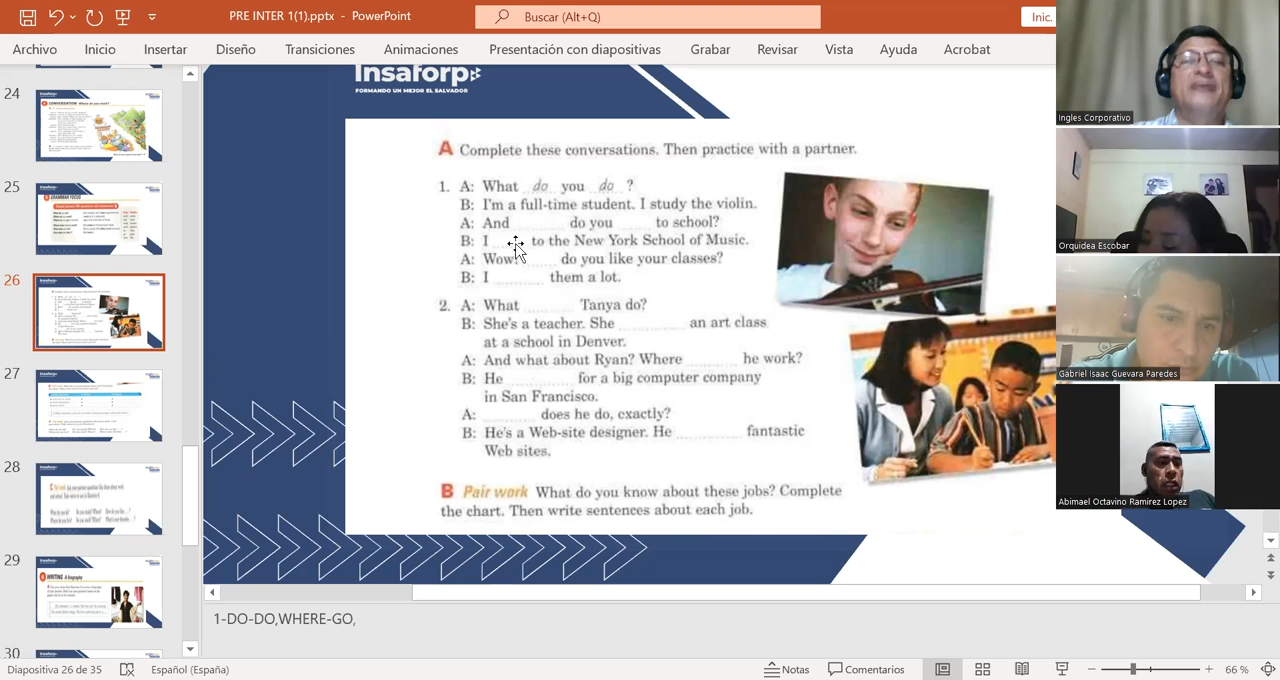 PRE INTER 1(1).pptx - PowerPoint
Buscar (Alt+Q)
Inic.
Archivo Inicio Insertar Diseño Transiciones Animaciones Presentación con diapositivas Grabar Revisar Vista Ayuda Acrobat
24
25
26
27
28
29
30
Insaforp
FORMANDO UN MEJOR EL SALVADOR
A Complete these conversations. Then practice with a partner.
1. A: What do you do ?
B: I'm a full-time student. I study the violin.
A: And ........ do you ........ to school?
B: I ........ to the New York School of Music.
A: Wow! ........ do you like your classes?
B: I ........ them a lot.
2. A: What ........ Tanya do?
B: She's a teacher. She ........ an art class
at a school in Denver.
A: And what about Ryan? Where ........ he work?
B: He ........ for a big computer company
in San Francisco.
A: ........ does he do, exactly?
B: He's a Web-site designer. He ........ fantastic
Web sites.
B Pair work What do you know about these jobs? Complete
the chart. Then write sentences about each job.
Ingles Corporativo
Orquidea Escobar
Gabriel Isaac Guevara Paredes
Abimael Octavino Ramirez Lopez
1-DO-DO,WHERE-GO,
Diapositiva 26 de 35 Español (España) Notas Comentarios 66 %